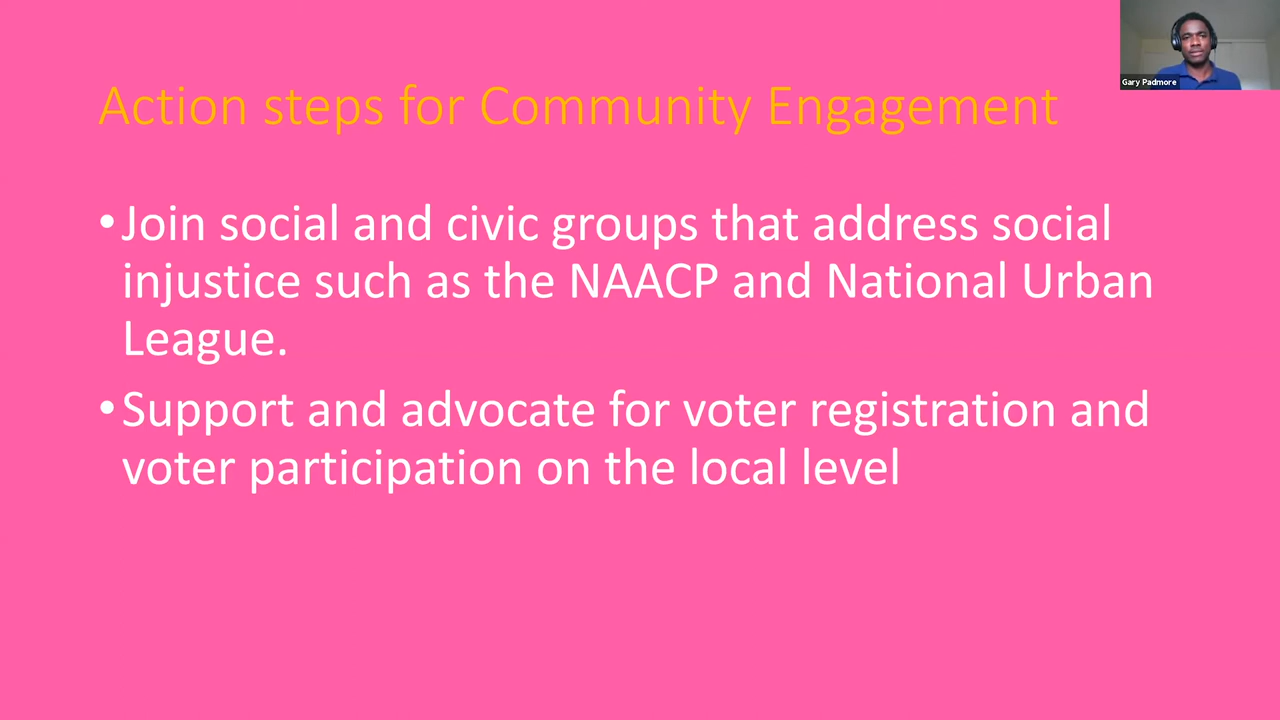 Gary Padmore
Action steps for Community Engagement
•Join social and civic groups that address social
injustice such as the NAACP and National Urban
League.
•Support and advocate for voter registration and
voter participation on the local level